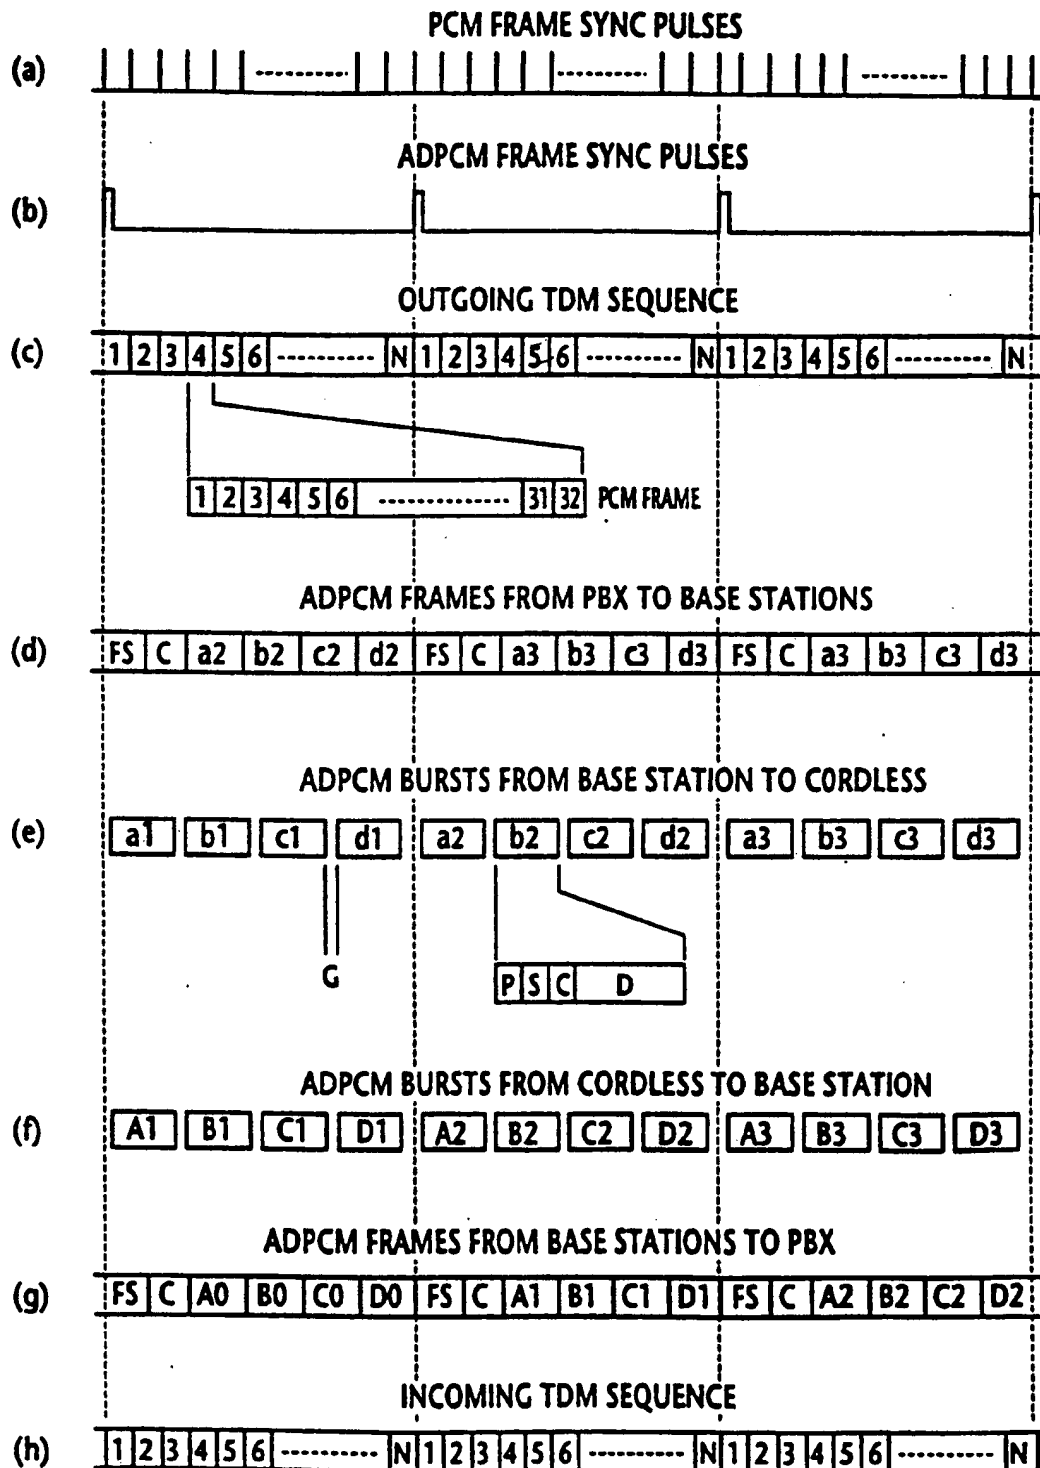 PCM FRAME SYNC PULSES
(a)
ADPCM FRAME SYNC PULSES
(b)
OUTGOING TDM SEQUENCE
(c) 1 2 3 4 5 6 ---------- N 1 2 3 4 5 6 ---------- N 1 2 3 4 5 6 ---------- N
1 2 3 4 5 6 ------------- 31 32 PCM FRAME
ADPCM FRAMES FROM PBX TO BASE STATIONS
(d) FS C a2 b2 c2 d2 FS C a3 b3 c3 d3 FS C a3 b3 c3 d3
ADPCM BURSTS FROM BASE STATION TO CORDLESS
(e) a1 b1 c1 d1 a2 b2 c2 d2 a3 b3 c3 d3
G
P S C D
ADPCM BURSTS FROM CORDLESS TO BASE STATION
(f) A1 B1 C1 D1 A2 B2 C2 D2 A3 B3 C3 D3
ADPCM FRAMES FROM BASE STATIONS TO PBX
(g) FS C A0 B0 C0 D0 FS C A1 B1 C1 D1 FS C A2 B2 C2 D2
INCOMING TDM SEQUENCE
(h) 1 2 3 4 5 6 ---------- N 1 2 3 4 5 6 ---------- N 1 2 3 4 5 6 ---------- N